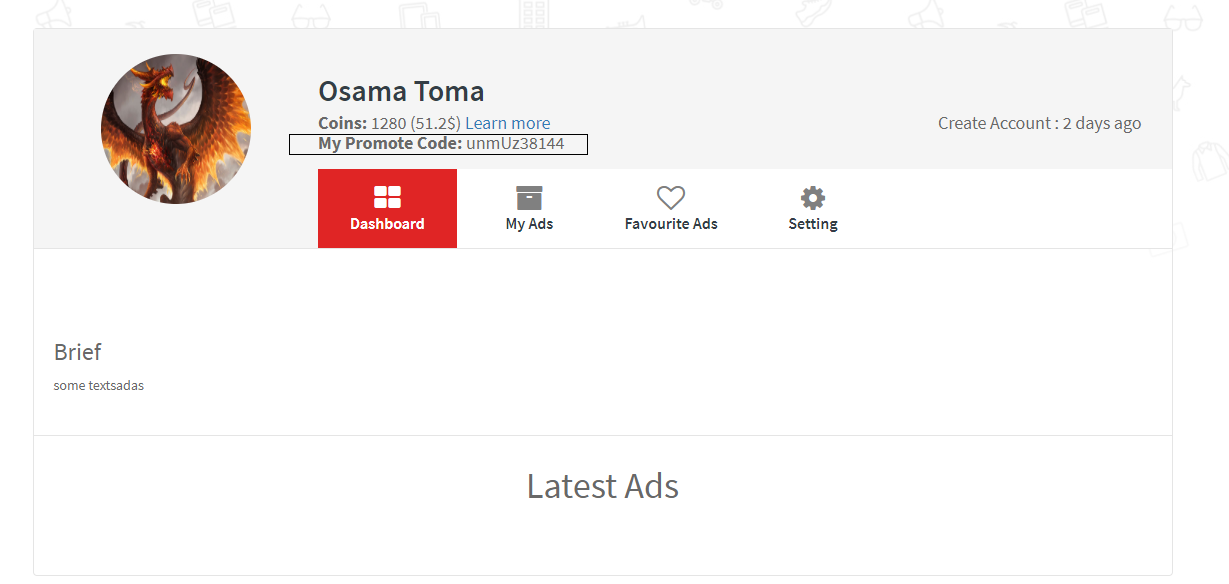 Osama Toma
Coins: 1280 (51.2$) Learn more
Create Account : 2 days ago
My Promote Code: unmUz38144
Dashboard
My Ads
Favourite Ads
Setting
Brief
some textsadas
Latest Ads